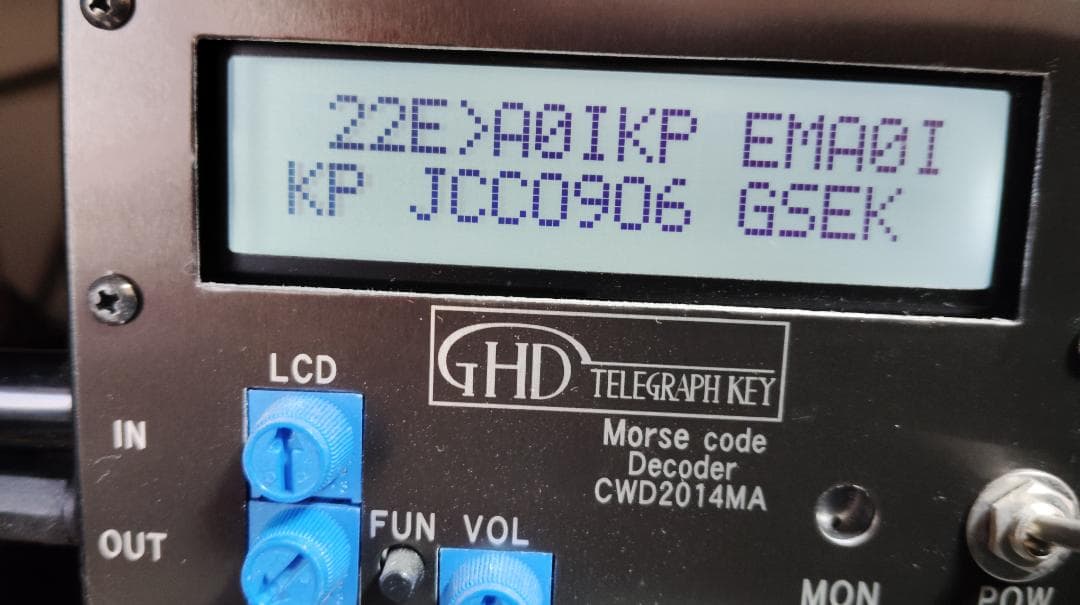 22E>A0IKP EMA0I
KP JCC0906 GSEK
GHD TELEGRAPH KEY
Morse code
Decoder
CWD2014MA
LCD
IN
OUT
FUN VOL
MON
POW